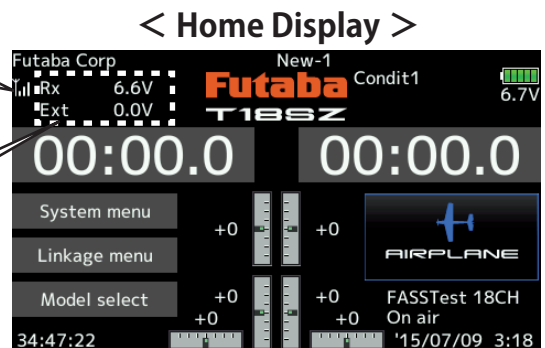 < Home Display >
Futaba Corp New-1
Rx 6.6V Futaba Condit1
Ext 0.0V T18SZ 6.7V
00:00.0 00:00.0
System menu
+0 +0
Linkage menu AIRPLANE
Model select +0 +0 FASSTest 18CH
+0 +0 On air
34:47:22 '15/07/09 3:18